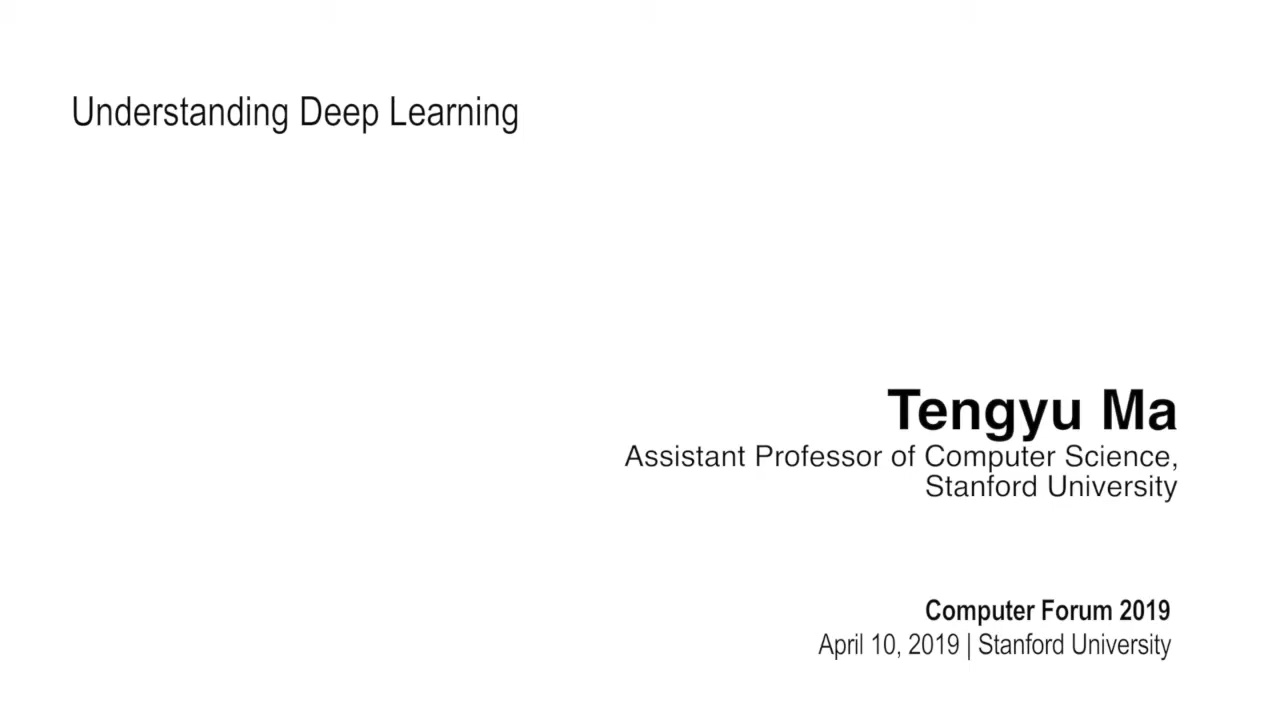 Understanding Deep Learning
Tengyu Ma
Assistant Professor of Computer Science,
Stanford University
Computer Forum 2019
April 10, 2019 | Stanford University